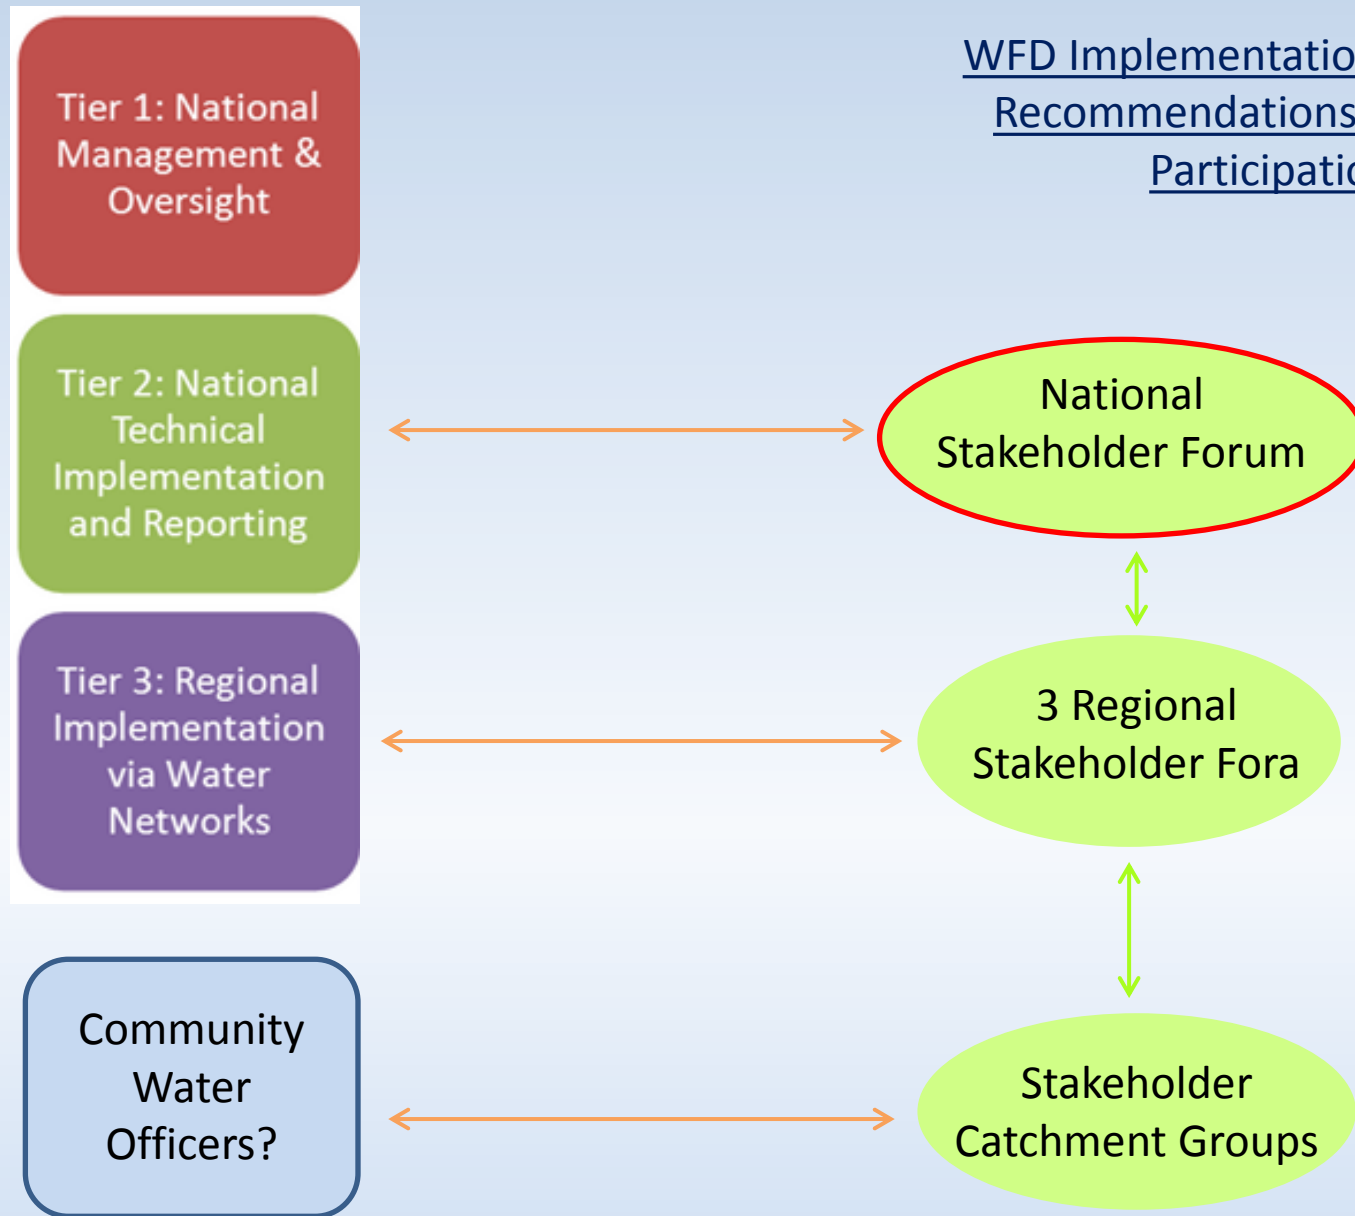 WFD Implementatio
Recommendations
Participatio
Tier 1: National
Management &
Oversight
Tier 2: National
Technical
Implementation
and Reporting
National
Stakeholder Forum
Tier 3: Regional
Implementation
via Water
Networks
3 Regional
Stakeholder Fora
Community
Water
Officers?
Stakeholder
Catchment Groups